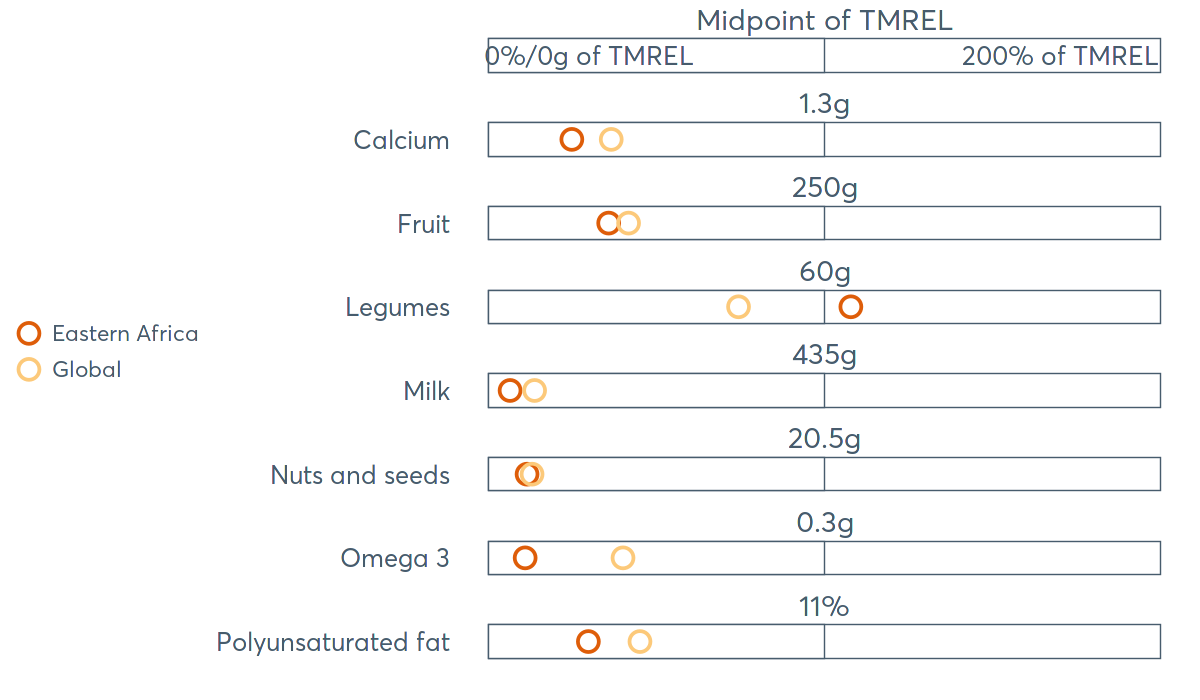 Midpoint of TMREL
0%/0g of TMREL
200% of TMREL
1.3g
Calcium
250g
Fruit
60g
Legumes
Eastern Africa
Global
435g
Milk
20.5g
Nuts and seeds
0.3g
Omega 3
11%
Polyunsaturated fat